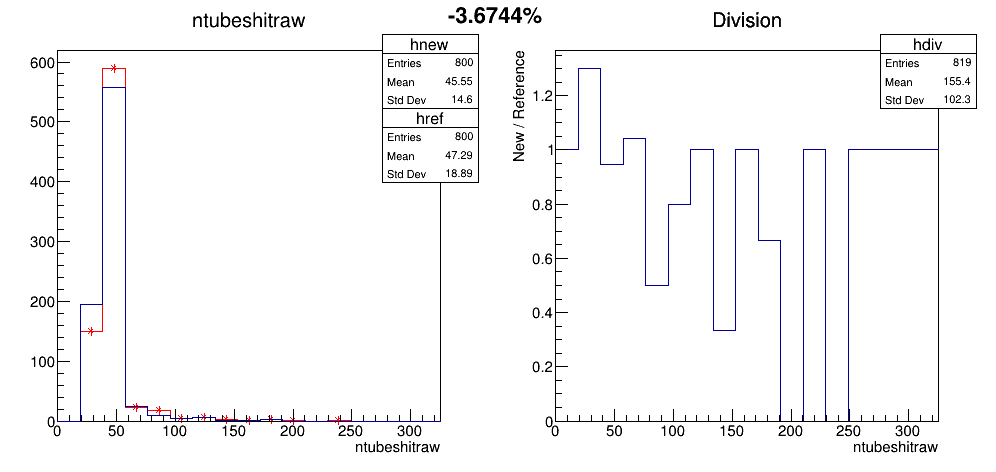 -3.6744%
ntubeshitraw
hnew
Entries 800
Mean 45.55
Std Dev 14.6
href
Entries 800
Mean 47.29
Std Dev 18.89
600
500
400
300
200
100
0
0 50 100 150 200 250 300
ntubeshitraw
Division
hdiv
Entries 819
Mean 155.4
Std Dev 102.3
New / Reference
1.2
1
0.8
0.6
0.4
0.2
0
0 50 100 150 200 250 300
ntubeshitraw